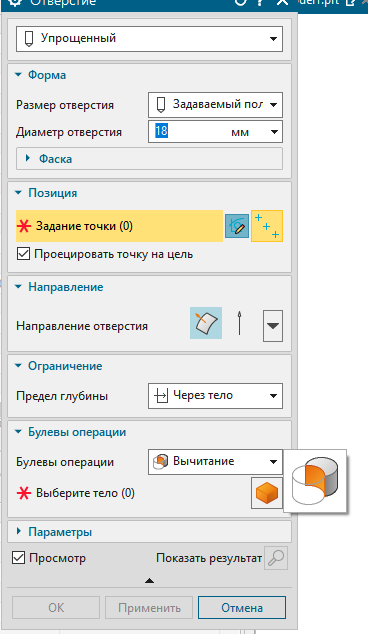 Отверстие
der1.prt
Упрощенный
Форма
Размер отверстия
Задаваемый пол
Диаметр отверстия
18
мм
Фаска
Позиция
Задание точки (0)
Проецировать точку на цель
Направление
Направление отверстия
Ограничение
Предел глубины
Через тело
Булевы операции
Булевы операции
Вычитание
Выберите тело (0)
Параметры
Просмотр
Показать результат
ОК
Применить
Отмена